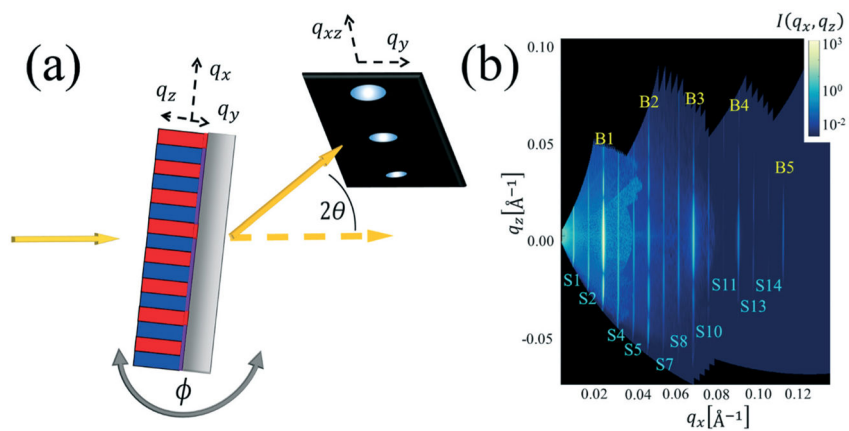 (a)
q_x
q_z
q_y
q_xz
q_y
2θ
ϕ
(b)
I(q_x, q_z)
10^3
10^0
10^-2
0.10
0.05
0.00
-0.05
q_z[Å⁻¹]
B1
B2
B3
B4
B5
S1
S2
S4
S5
S7
S8
S10
S11
S13
S14
0.02
0.04
0.06
0.08
0.10
0.12
q_x[Å⁻¹]